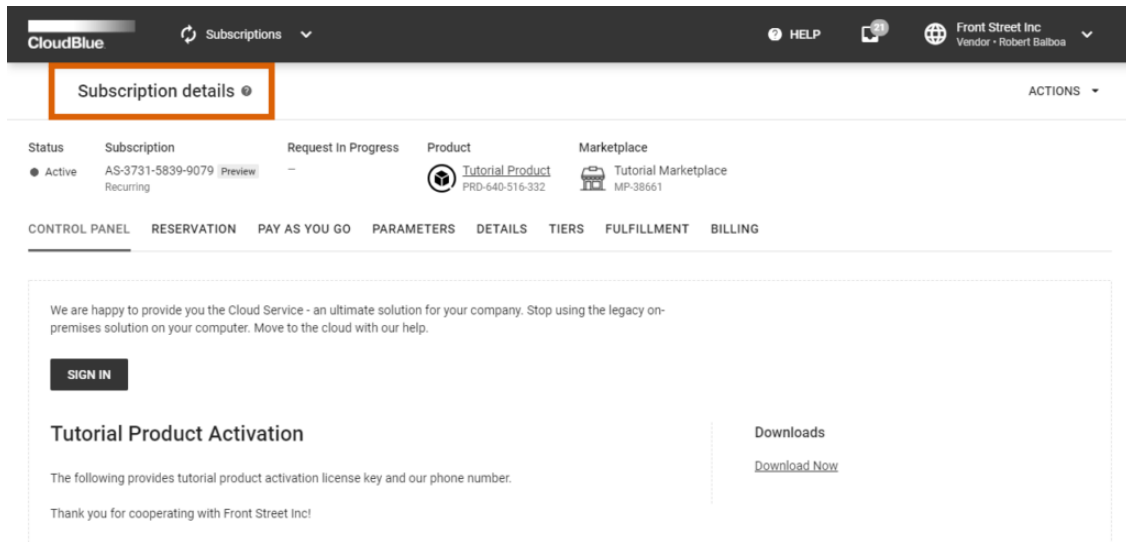 CloudBlue.
Subscriptions
HELP
21
Front Street Inc
Vendor • Robert Balboa
Subscription details
ACTIONS
Status
Subscription
Request In Progress
Product
Marketplace
Active
AS-3731-5839-9079 Preview
Recurring
–
Tutorial Product
PRD-640-516-332
Tutorial Marketplace
MP-38661
CONTROL PANEL RESERVATION PAY AS YOU GO PARAMETERS DETAILS TIERS FULFILLMENT BILLING
We are happy to provide you the Cloud Service - an ultimate solution for your company. Stop using the legacy on-
premises solution on your computer. Move to the cloud with our help.
SIGN IN
Tutorial Product Activation
The following provides tutorial product activation license key and our phone number.
Thank you for cooperating with Front Street Inc!
Downloads
Download Now